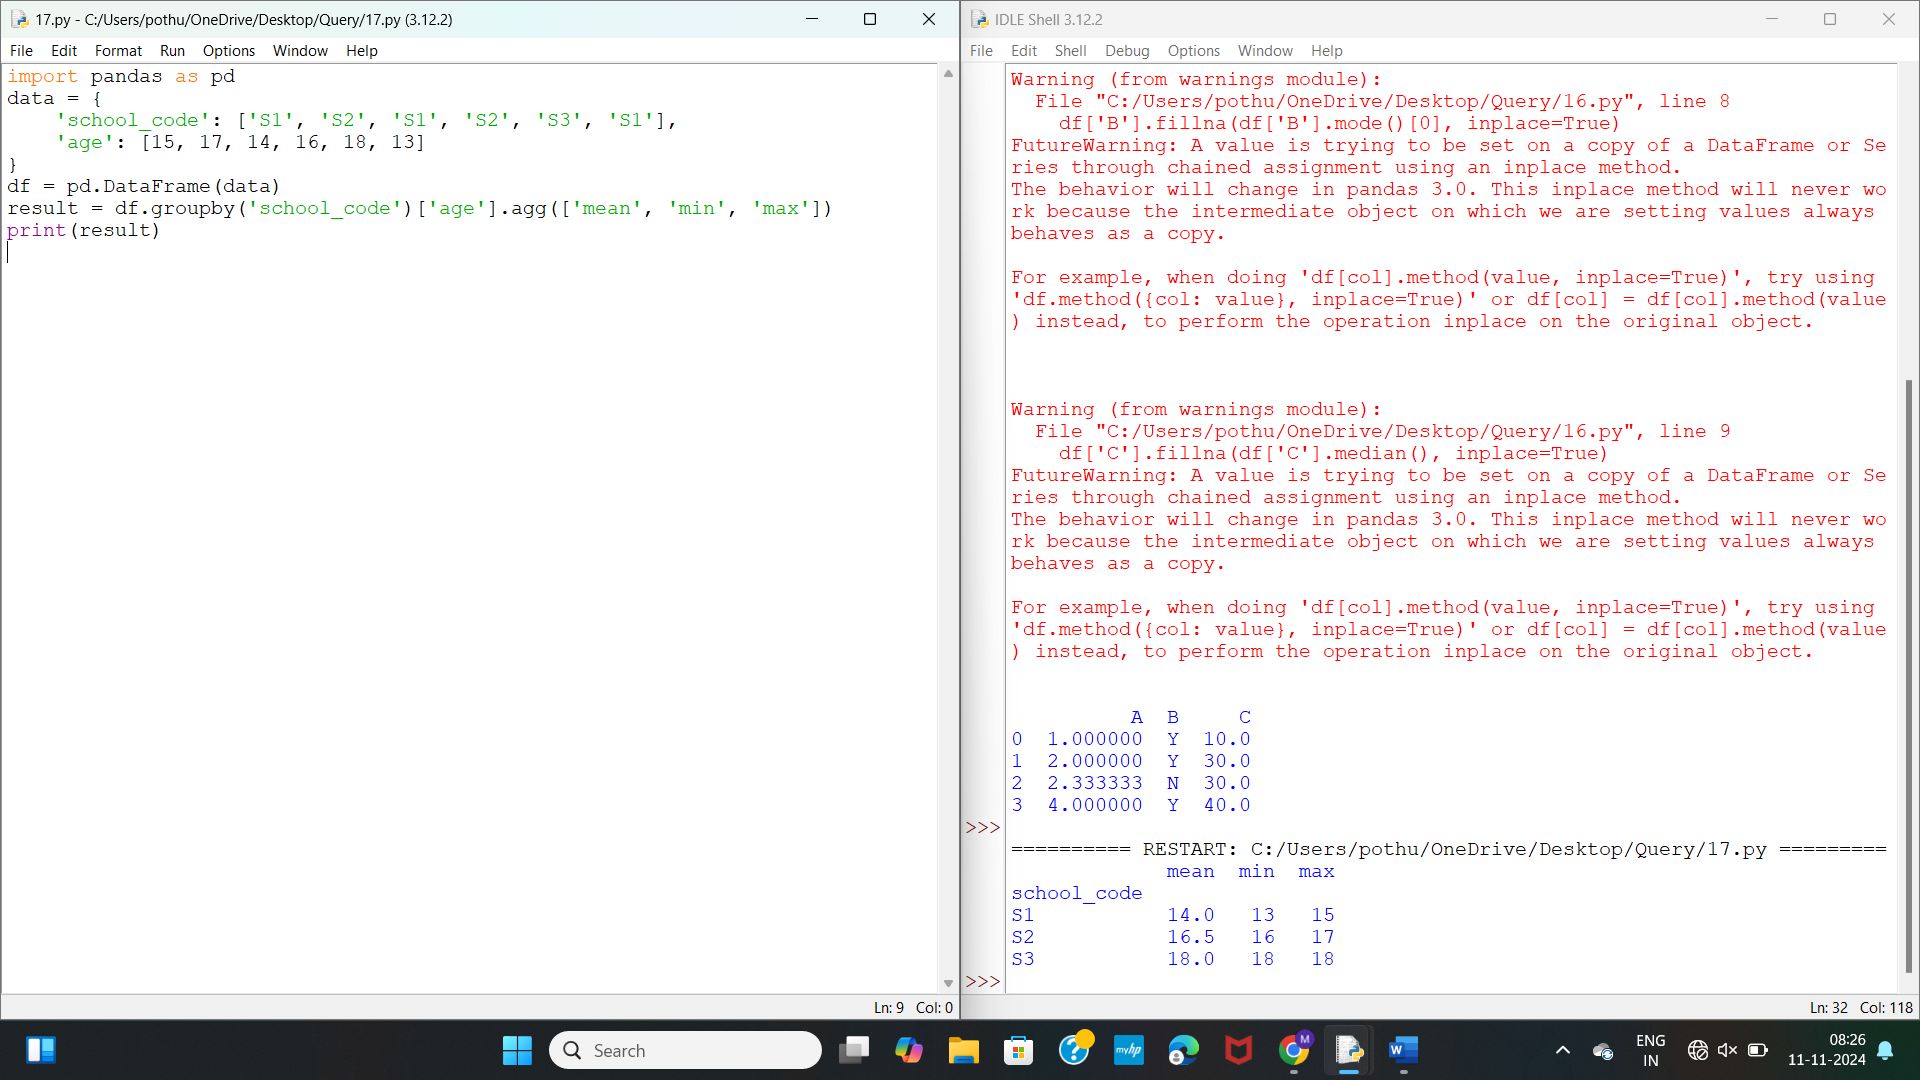 17.py - C:/Users/pothu/OneDrive/Desktop/Query/17.py (3.12.2)
File Edit Format Run Options Window Help
import pandas as pd
data = {
    'school_code': ['S1', 'S2', 'S1', 'S2', 'S3', 'S1'],
    'age': [15, 17, 14, 16, 18, 13]
}
df = pd.DataFrame(data)
result = df.groupby('school_code')['age'].agg(['mean', 'min', 'max'])
print(result)
Ln: 9 Col: 0
IDLE Shell 3.12.2
File Edit Shell Debug Options Window Help
Warning (from warnings module):
  File "C:/Users/pothu/OneDrive/Desktop/Query/16.py", line 8
    df['B'].fillna(df['B'].mode()[0], inplace=True)
FutureWarning: A value is trying to be set on a copy of a DataFrame or Se
ries through chained assignment using an inplace method.
The behavior will change in pandas 3.0. This inplace method will never wo
rk because the intermediate object on which we are setting values always
behaves as a copy.
For example, when doing 'df[col].method(value, inplace=True)', try using
'df.method({col: value}, inplace=True)' or df[col] = df[col].method(value
) instead, to perform the operation inplace on the original object.
Warning (from warnings module):
  File "C:/Users/pothu/OneDrive/Desktop/Query/16.py", line 9
    df['C'].fillna(df['C'].median(), inplace=True)
FutureWarning: A value is trying to be set on a copy of a DataFrame or Se
ries through chained assignment using an inplace method.
The behavior will change in pandas 3.0. This inplace method will never wo
rk because the intermediate object on which we are setting values always
behaves as a copy.
For example, when doing 'df[col].method(value, inplace=True)', try using
'df.method({col: value}, inplace=True)' or df[col] = df[col].method(value
) instead, to perform the operation inplace on the original object.
          A  B     C
0  1.000000  Y  10.0
1  2.000000  Y  30.0
2  2.333333  N  30.0
3  4.000000  Y  40.0
>>>
========== RESTART: C:/Users/pothu/OneDrive/Desktop/Query/17.py =========
             mean  min  max
school_code
S1           14.0   13   15
S2           16.5   16   17
S3           18.0   18   18
>>>
Ln: 32 Col: 118
Search
myhp
M
W
ENG
IN
08:26
11-11-2024